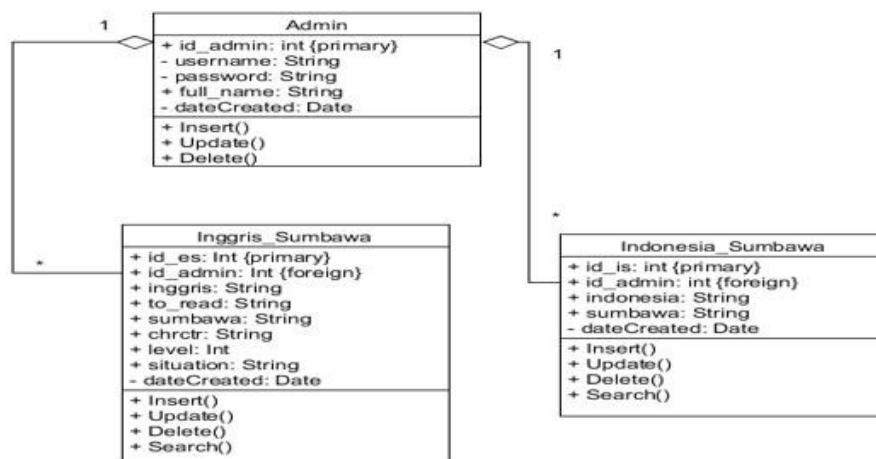 1
Admin
+ id_admin: int {primary}
- username: String
- password: String
+ full_name: String
- dateCreated: Date
+ Insert()
+ Update()
+ Delete()
1
*
Inggris_Sumbawa
+ id_es: Int {primary}
+ id_admin: Int {foreign}
+ inggris: String
+ to_read: String
+ sumbawa: String
+ chrctr: String
+ level: Int
+ situation: String
- dateCreated: Date
+ Insert()
+ Update()
+ Delete()
+ Search()
*
Indonesia_Sumbawa
+ id_is: int {primary}
+ id_admin: int {foreign}
+ indonesia: String
+ sumbawa: String
- dateCreated: Date
+ Insert()
+ Update()
+ Delete()
+ Search()